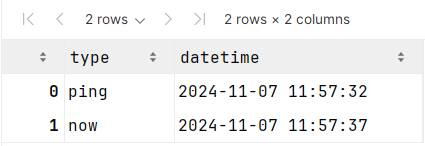 2 rows 2 rows × 2 columns
type datetime
0 ping 2024-11-07 11:57:32
1 now 2024-11-07 11:57:37